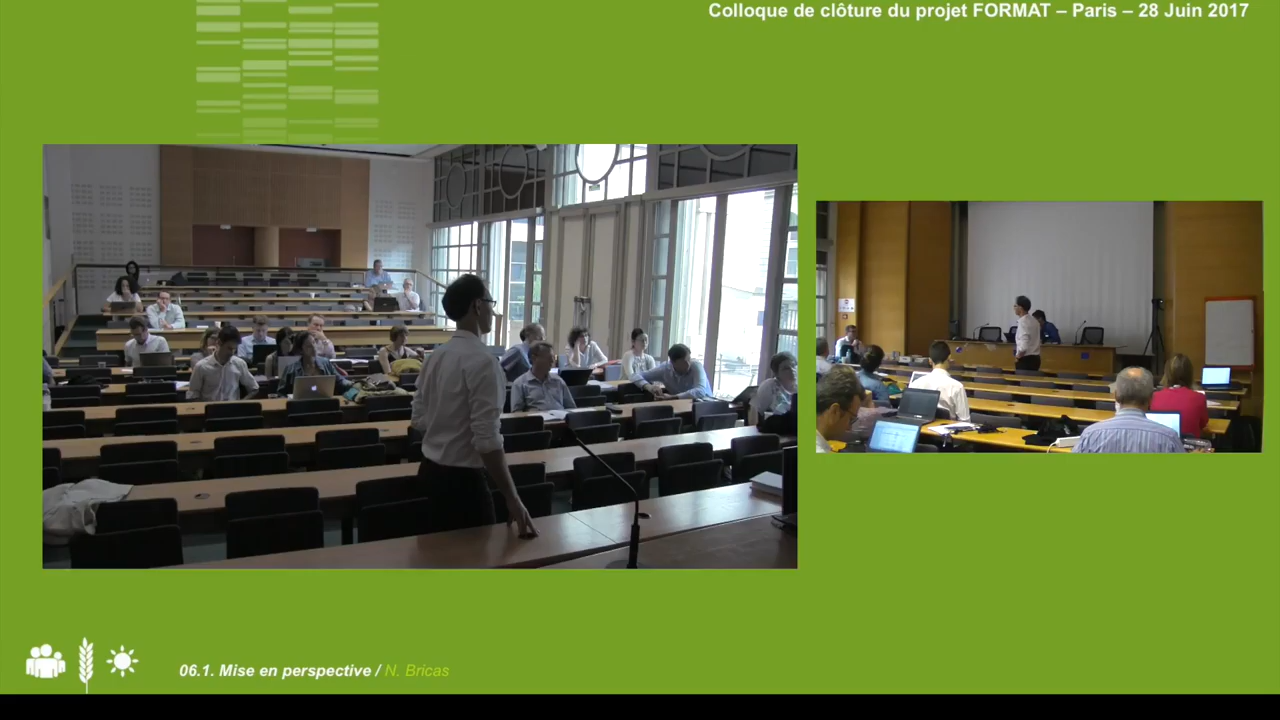 Colloque de clôture du projet FORMAT – Paris – 28 Juin 2017
06.1. Mise en perspective / N. Bricas